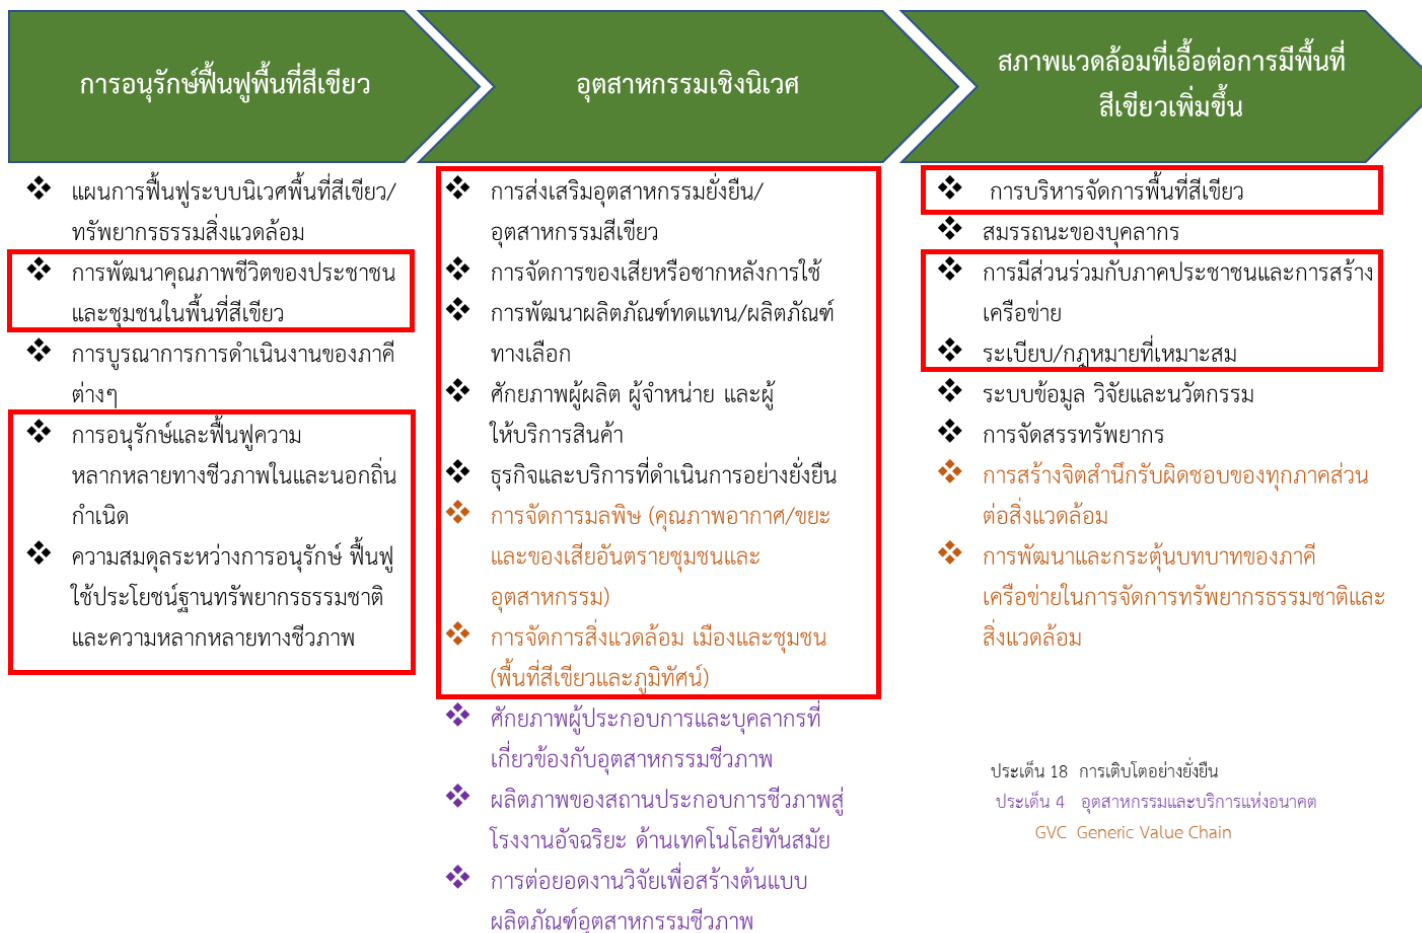 การอนุรักษ์ฟื้นฟูพื้นที่สีเขียว
อุตสาหกรรมเชิงนิเวศ
สภาพแวดล้อมที่เอื้อต่อการมีพื้นที่
สีเขียวเพิ่มขึ้น
แผนการฟื้นฟูระบบนิเวศพื้นที่สีเขียว/
ทรัพยากรธรรมสิ่งแวดล้อม
การพัฒนาคุณภาพชีวิตของประชาชน
และชุมชนในพื้นที่สีเขียว
การบูรณาการการดำเนินงานของภาคี
ต่างๆ
การอนุรักษ์และฟื้นฟูความ
หลากหลายทางชีวภาพในและนอกถิ่น
กำเนิด
ความสมดุลระหว่างการอนุรักษ์ ฟื้นฟู
ใช้ประโยชน์ฐานทรัพยากรธรรมชาติ
และความหลากหลายทางชีวภาพ
การส่งเสริมอุตสาหกรรมยั่งยืน/
อุตสาหกรรมสีเขียว
การจัดการของเสียหรือซากหลังการใช้
การพัฒนาผลิตภัณฑ์ทดแทน/ผลิตภัณฑ์
ทางเลือก
ศักยภาพผู้ผลิต ผู้จำหน่าย และผู้
ให้บริการสินค้า
ธุรกิจและบริการที่ดำเนินการอย่างยั่งยืน
การจัดการมลพิษ (คุณภาพอากาศ/ขยะ
และของเสียอันตรายชุมชนและ
อุตสาหกรรม)
การจัดการสิ่งแวดล้อม เมืองและชุมชน
(พื้นที่สีเขียวและภูมิทัศน์)
ศักยภาพผู้ประกอบการและบุคลากรที่
เกี่ยวข้องกับอุตสาหกรรมชีวภาพ
ผลิตภาพของสถานประกอบการชีวภาพสู่
โรงงานอัจฉริยะ ด้านเทคโนโลยีทันสมัย
การต่อยอดงานวิจัยเพื่อสร้างต้นแบบ
ผลิตภัณฑ์อุตสาหกรรมชีวภาพ
การบริหารจัดการพื้นที่สีเขียว
สมรรถนะของบุคลากร
การมีส่วนร่วมกับภาคประชาชนและการสร้าง
เครือข่าย
ระเบียบ/กฎหมายที่เหมาะสม
ระบบข้อมูล วิจัยและนวัตกรรม
การจัดสรรทรัพยากร
การสร้างจิตสำนึกรับผิดชอบของทุกภาคส่วน
ต่อสิ่งแวดล้อม
การพัฒนาและกระตุ้นบทบาทของภาคี
เครือข่ายในการจัดการทรัพยากรธรรมชาติและ
สิ่งแวดล้อม
ประเด็น 18 การเติบโตอย่างยั่งยืน
ประเด็น 4 อุตสาหกรรมและบริการแห่งอนาคต
GVC Generic Value Chain